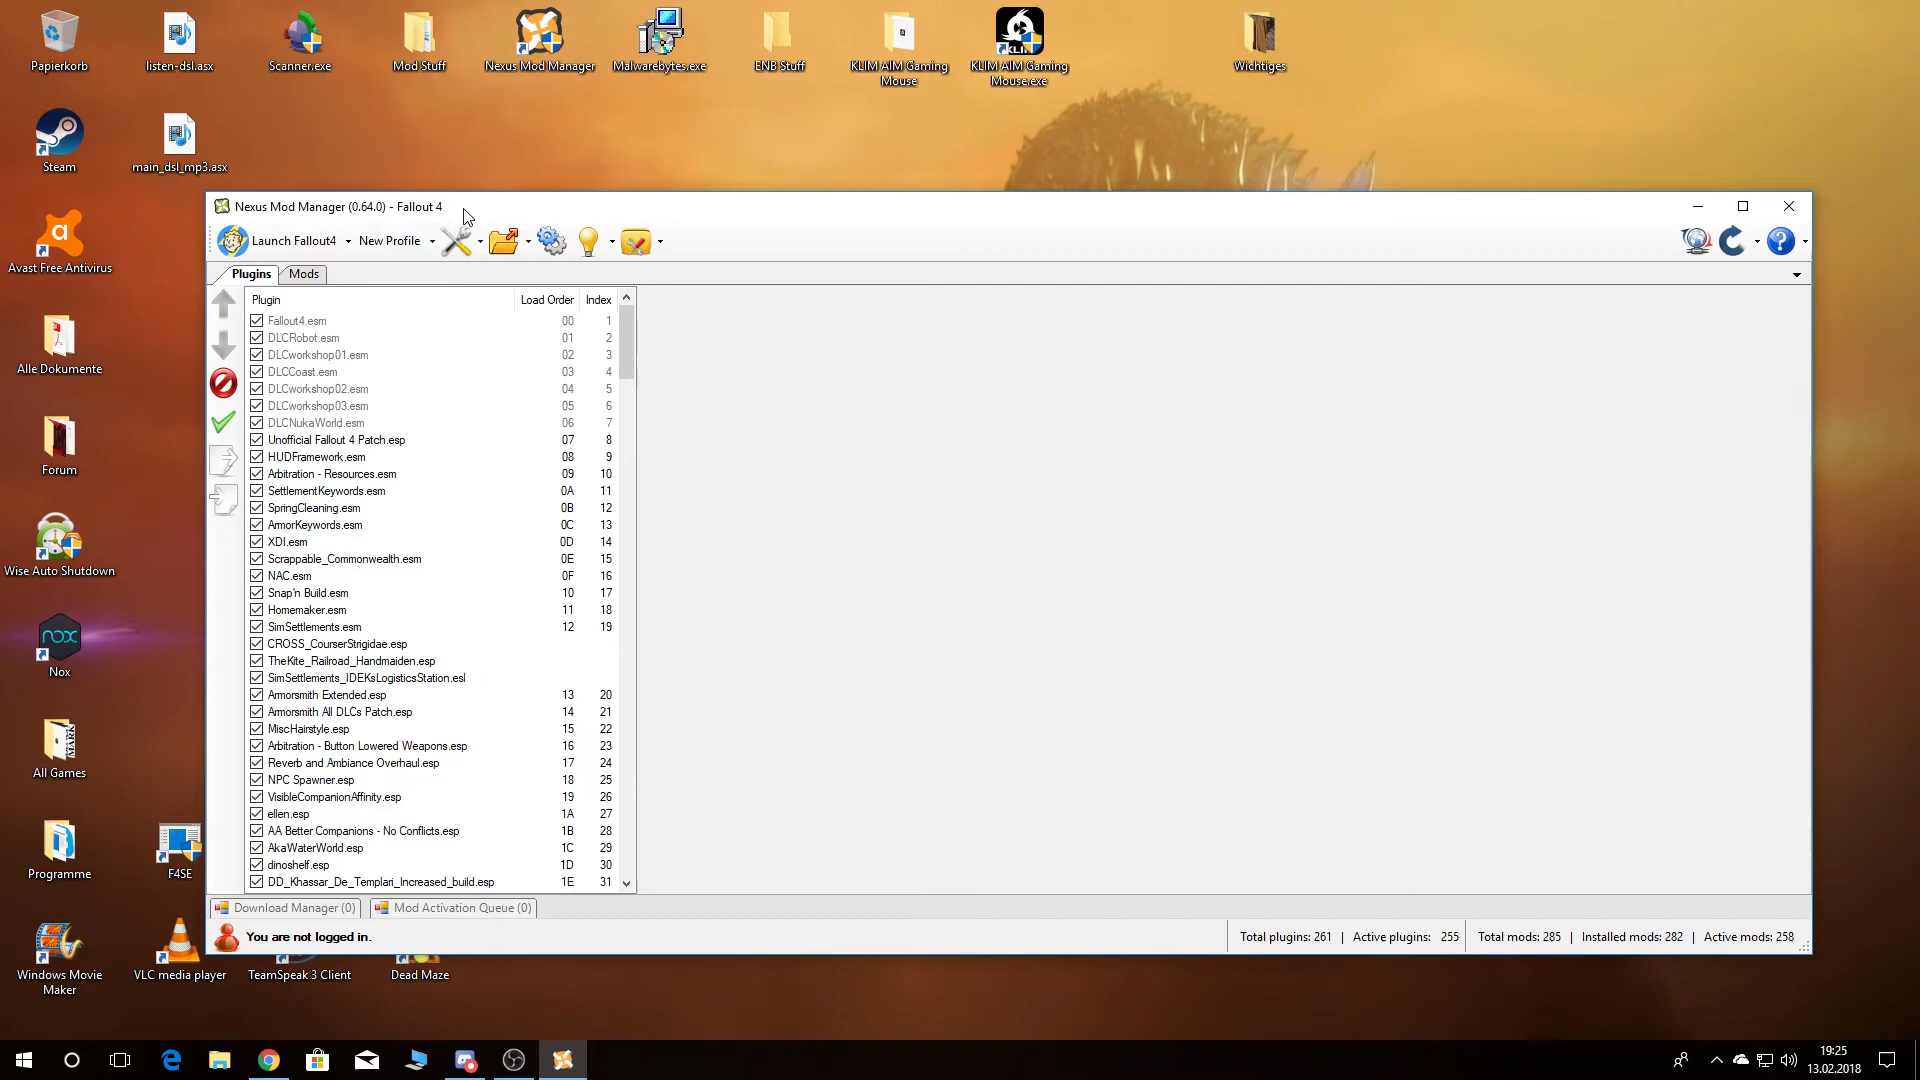 Papierkorb
listen-dsl.asx
Scanner.exe
Mod Stuff
Nexus Mod Manager
Malwarebytes.exe
ENB Stuff
KLIM AIM Gaming
Mouse
KLIM AIM Gaming
Mouse.exe
Wichtiges
Steam
main_dsl_mp3.asx
Avast Free Antivirus
Alle Dokumente
Forum
Wise Auto Shutdown
nox
Nox
All Games
Programme
F4SE
Windows Movie
Maker
VLC media player
TeamSpeak 3 Client
Dead Maze
Nexus Mod Manager (0.64.0) - Fallout 4
Launch Fallout4
New Profile
Plugins
Mods
Plugin Load Order Index
Fallout4.esm 00 1
DLCRobot.esm 01 2
DLCworkshop01.esm 02 3
DLCCoast.esm 03 4
DLCworkshop02.esm 04 5
DLCworkshop03.esm 05 6
DLCNukaWorld.esm 06 7
Unofficial Fallout 4 Patch.esp 07 8
HUDFramework.esm 08 9
Arbitration - Resources.esm 09 10
SettlementKeywords.esm 0A 11
SpringCleaning.esm 0B 12
ArmorKeywords.esm 0C 13
XDI.esm 0D 14
Scrappable_Commonwealth.esm 0E 15
NAC.esm 0F 16
Snap'n Build.esm 10 17
Homemaker.esm 11 18
SimSettlements.esm 12 19
CROSS_CourserStrigidae.esp
TheKite_Railroad_Handmaiden.esp
SimSettlements_IDEKsLogisticsStation.esl
Armorsmith Extended.esp 13 20
Armorsmith All DLCs Patch.esp 14 21
MiscHairstyle.esp 15 22
Arbitration - Button Lowered Weapons.esp 16 23
Reverb and Ambiance Overhaul.esp 17 24
NPC Spawner.esp 18 25
VisibleCompanionAffinity.esp 19 26
ellen.esp 1A 27
AA Better Companions - No Conflicts.esp 1B 28
AkaWaterWorld.esp 1C 29
dinoshelf.esp 1D 30
DD_Khassar_De_Templari_Increased_build.esp 1E 31
Download Manager (0)
Mod Activation Queue (0)
You are not logged in.
Total plugins: 261 | Active plugins: 255
Total mods: 285 | Installed mods: 282 | Active mods: 258
19:25
13.02.2018